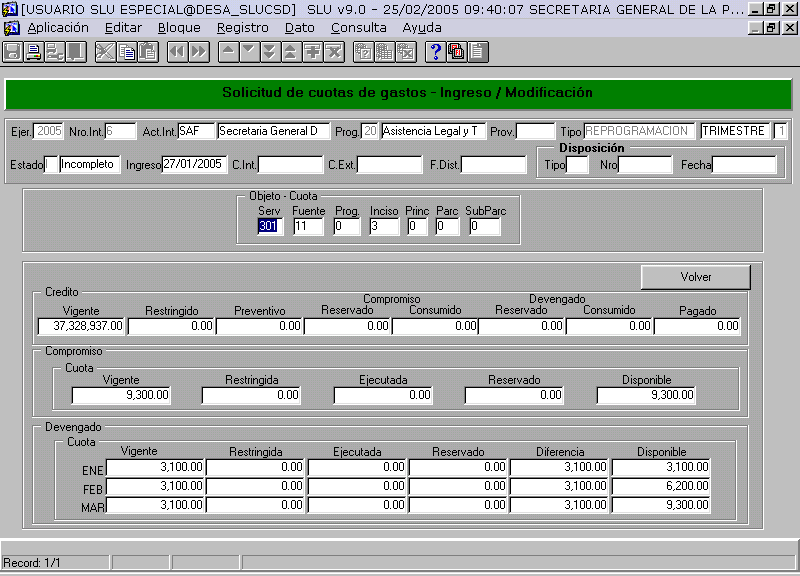 [USUARIO SLU ESPECIAL@DESA_SLUCSD] SLU v9.0 - 25/02/2005 09:40:07 SECRETARIA GENERAL DE LA P...
Aplicación Editar Bloque Registro Dato Consulta Ayuda
Solicitud de cuotas de gastos - Ingreso / Modificación
Ejer. 2005 Nro.Int. 6 Act.Int. SAF Secretaria General D Prog. 20 Asistencia Legal y T Prov. Tipo REPROGRAMACION TRIMESTRE 1
Disposición
Estado I Incompleto Ingreso 27/01/2005 C.Int. C.Ext. F.Dist. Tipo Nro Fecha
Objeto - Cuota
Serv Fuente Prog. Inciso Princ Parc SubParc
301 11 0 3 0 0 0
Volver
Credito
Compromiso Devengado
Vigente Restringido Preventivo Reservado Consumido Reservado Consumido Pagado
37,328,937.00 0.00 0.00 0.00 0.00 0.00 0.00 0.00
Compromiso
Cuota
Vigente Restringida Ejecutada Reservado Disponible
9,300.00 0.00 0.00 0.00 9,300.00
Devengado
Cuota
Vigente Restringida Ejecutada Reservado Diferencia Disponible
ENE 3,100.00 0.00 0.00 0.00 3,100.00 3,100.00
FEB 3,100.00 0.00 0.00 0.00 3,100.00 6,200.00
MAR 3,100.00 0.00 0.00 0.00 3,100.00 9,300.00
Record: 1/1